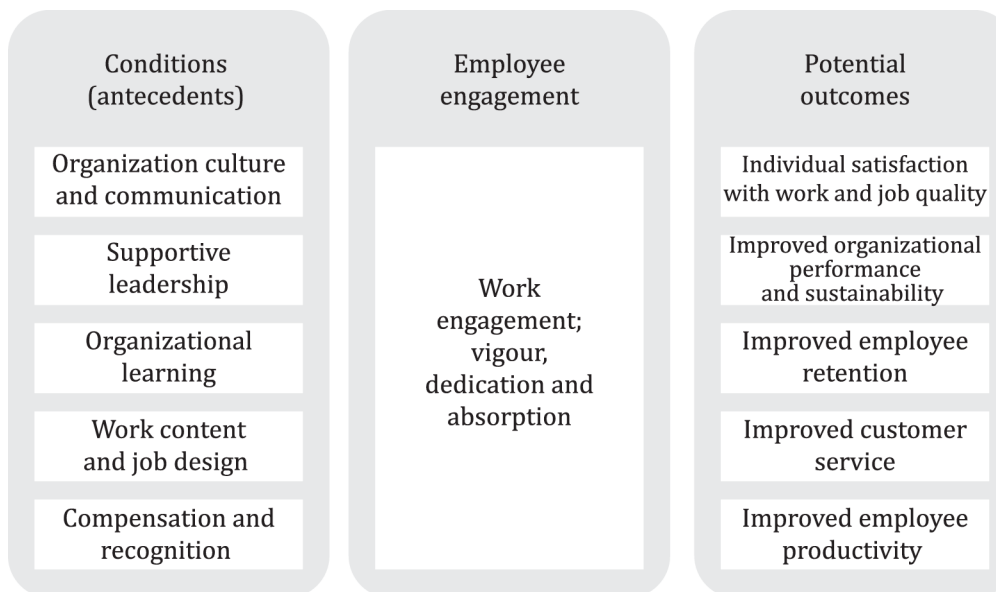 Conditions
(antecedents)
Organization culture
and communication
Supportive
leadership
Organizational
learning
Work content
and job design
Compensation and
recognition
Employee
engagement
Work
engagement;
vigour,
dedication and
absorption
Potential
outcomes
Individual satisfaction
with work and job quality
Improved organizational
performance
and sustainability
Improved employee
retention
Improved customer
service
Improved employee
productivity